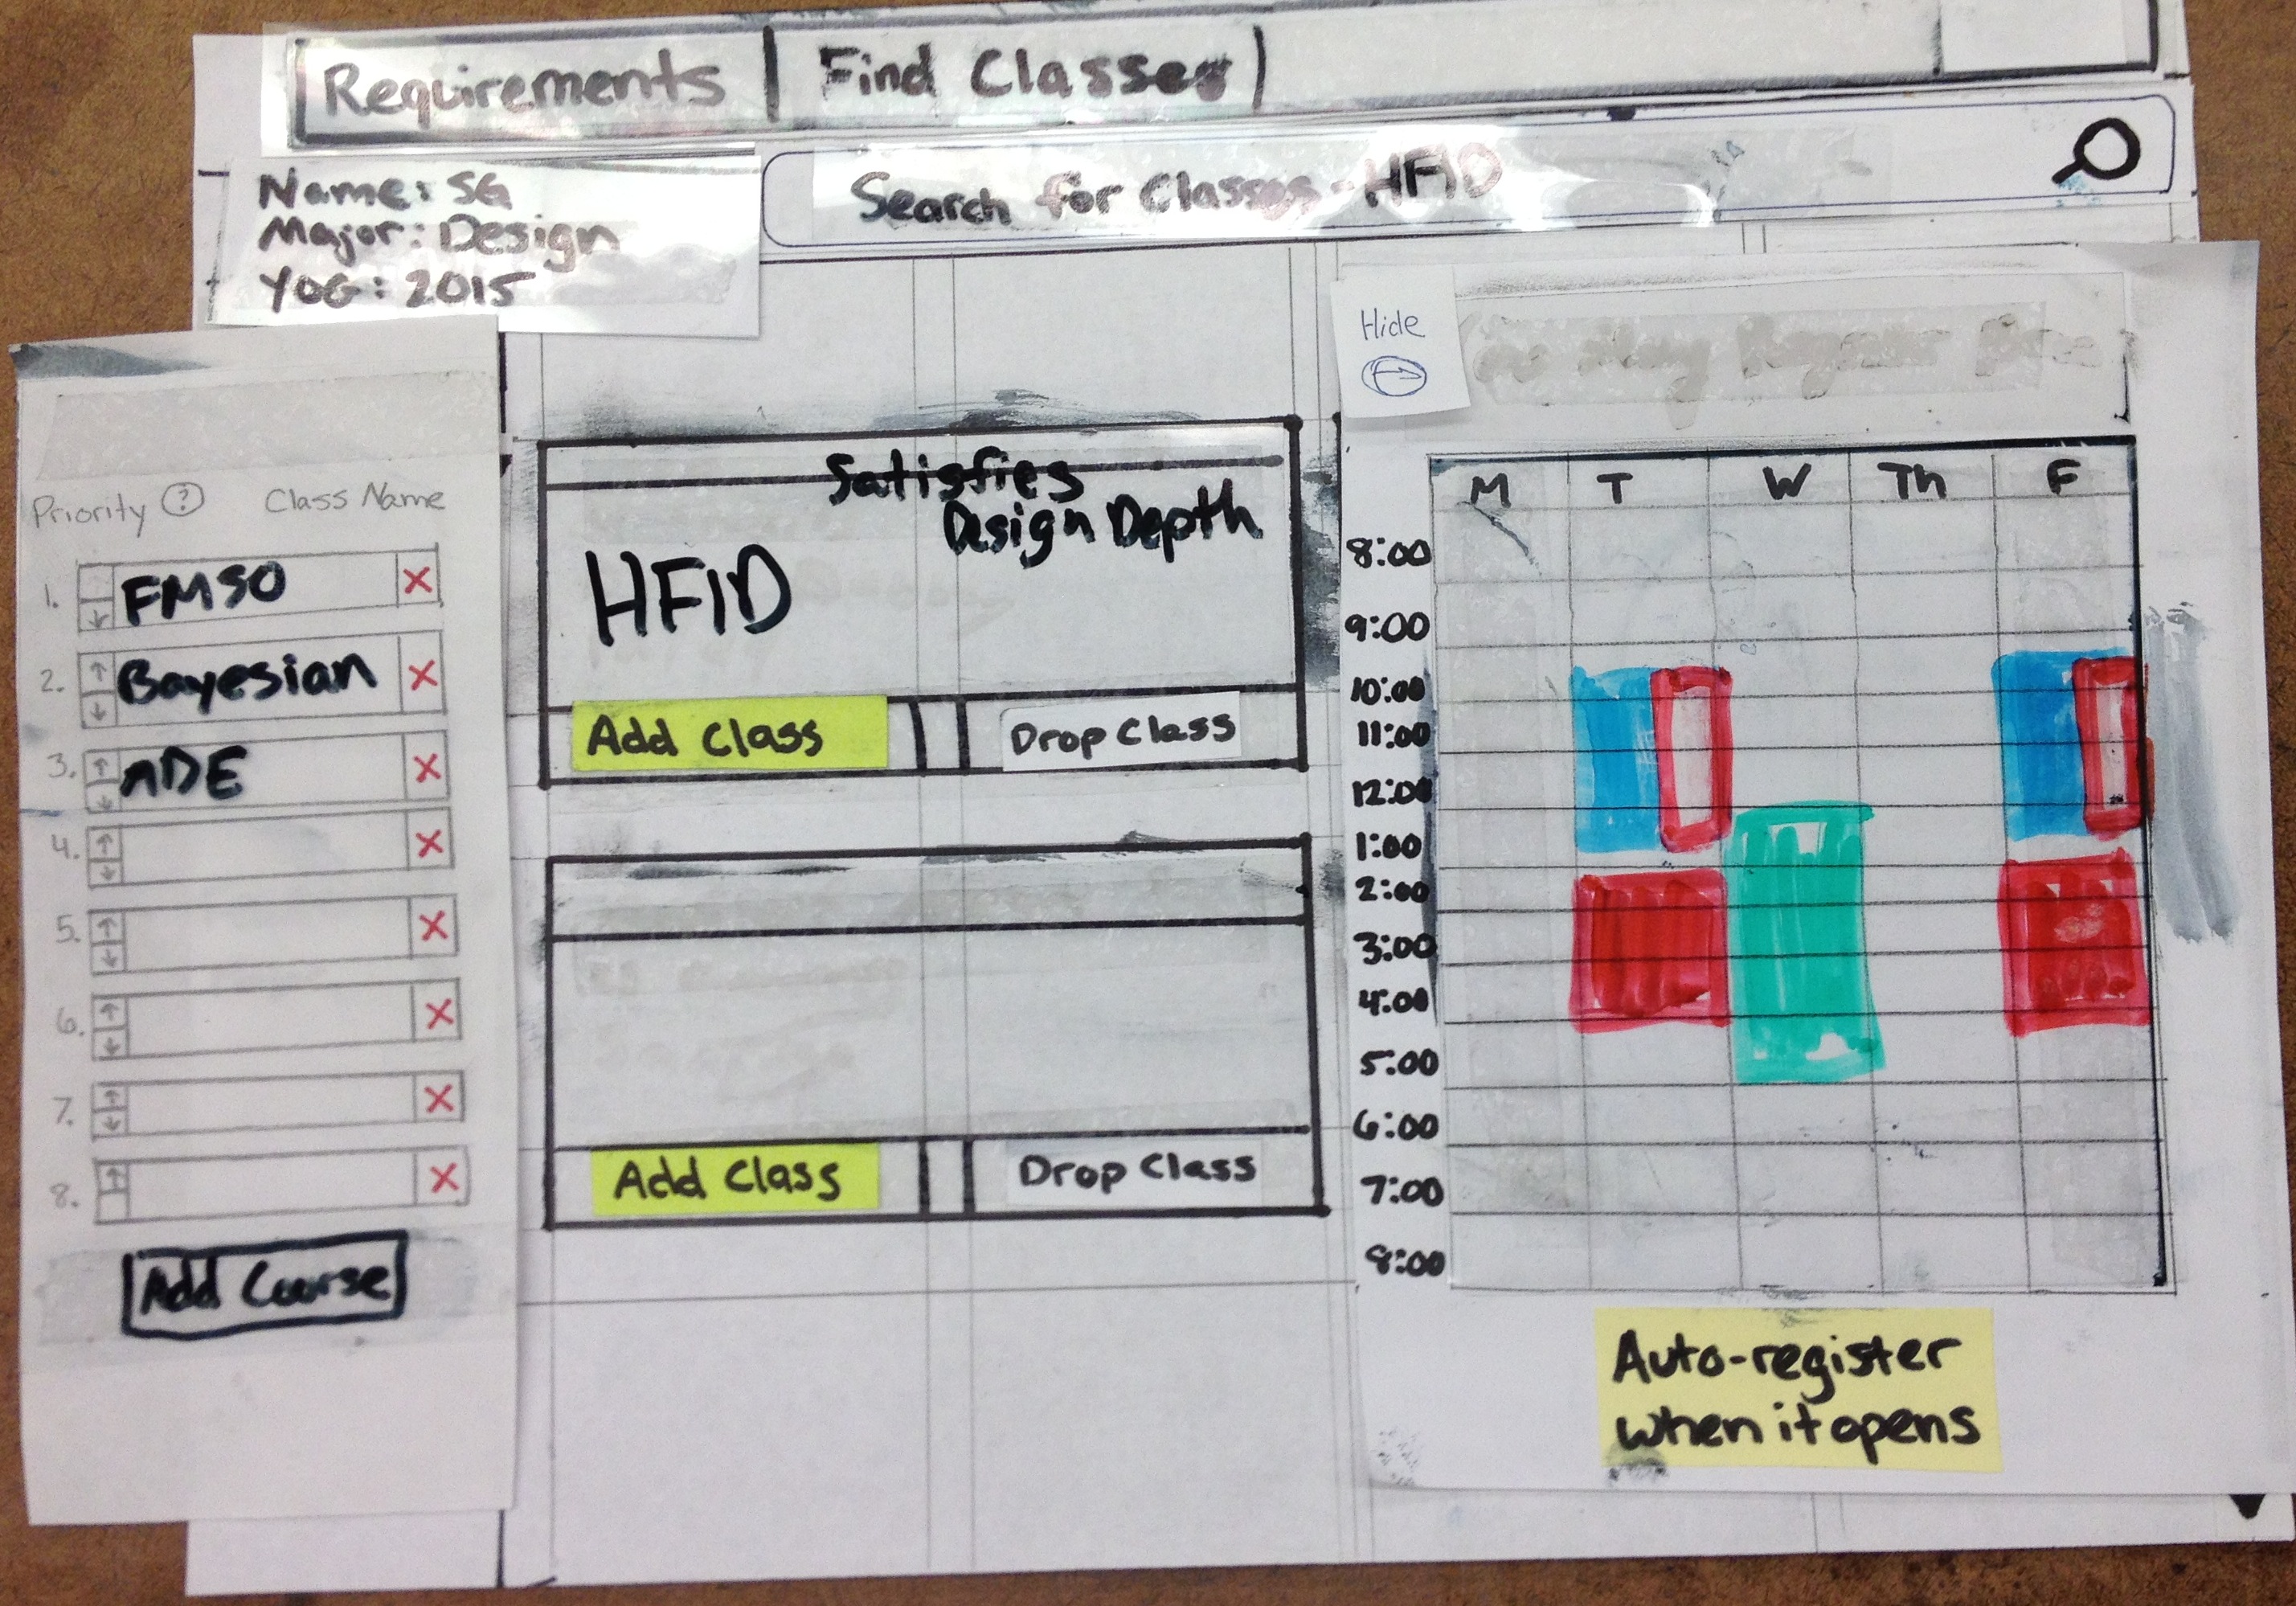 Requirements
Find Classes
Name: SG
Major: Design
YOG: 2015
Search for Classes - HFID
Hide
Priority ? Class Name
1. FMSO X
2. Bayesian X
3. nDE X
4. X
5. X
6. X
7. X
8. X
Add Course
Satisfies
Design Depth
HFID
Add Class
Drop Class
Add Class
Drop Class
M T W Th F
8:00
9:00
10:00
11:00
12:00
1:00
2:00
3:00
4:00
5:00
6:00
7:00
8:00
Auto-register
when it opens